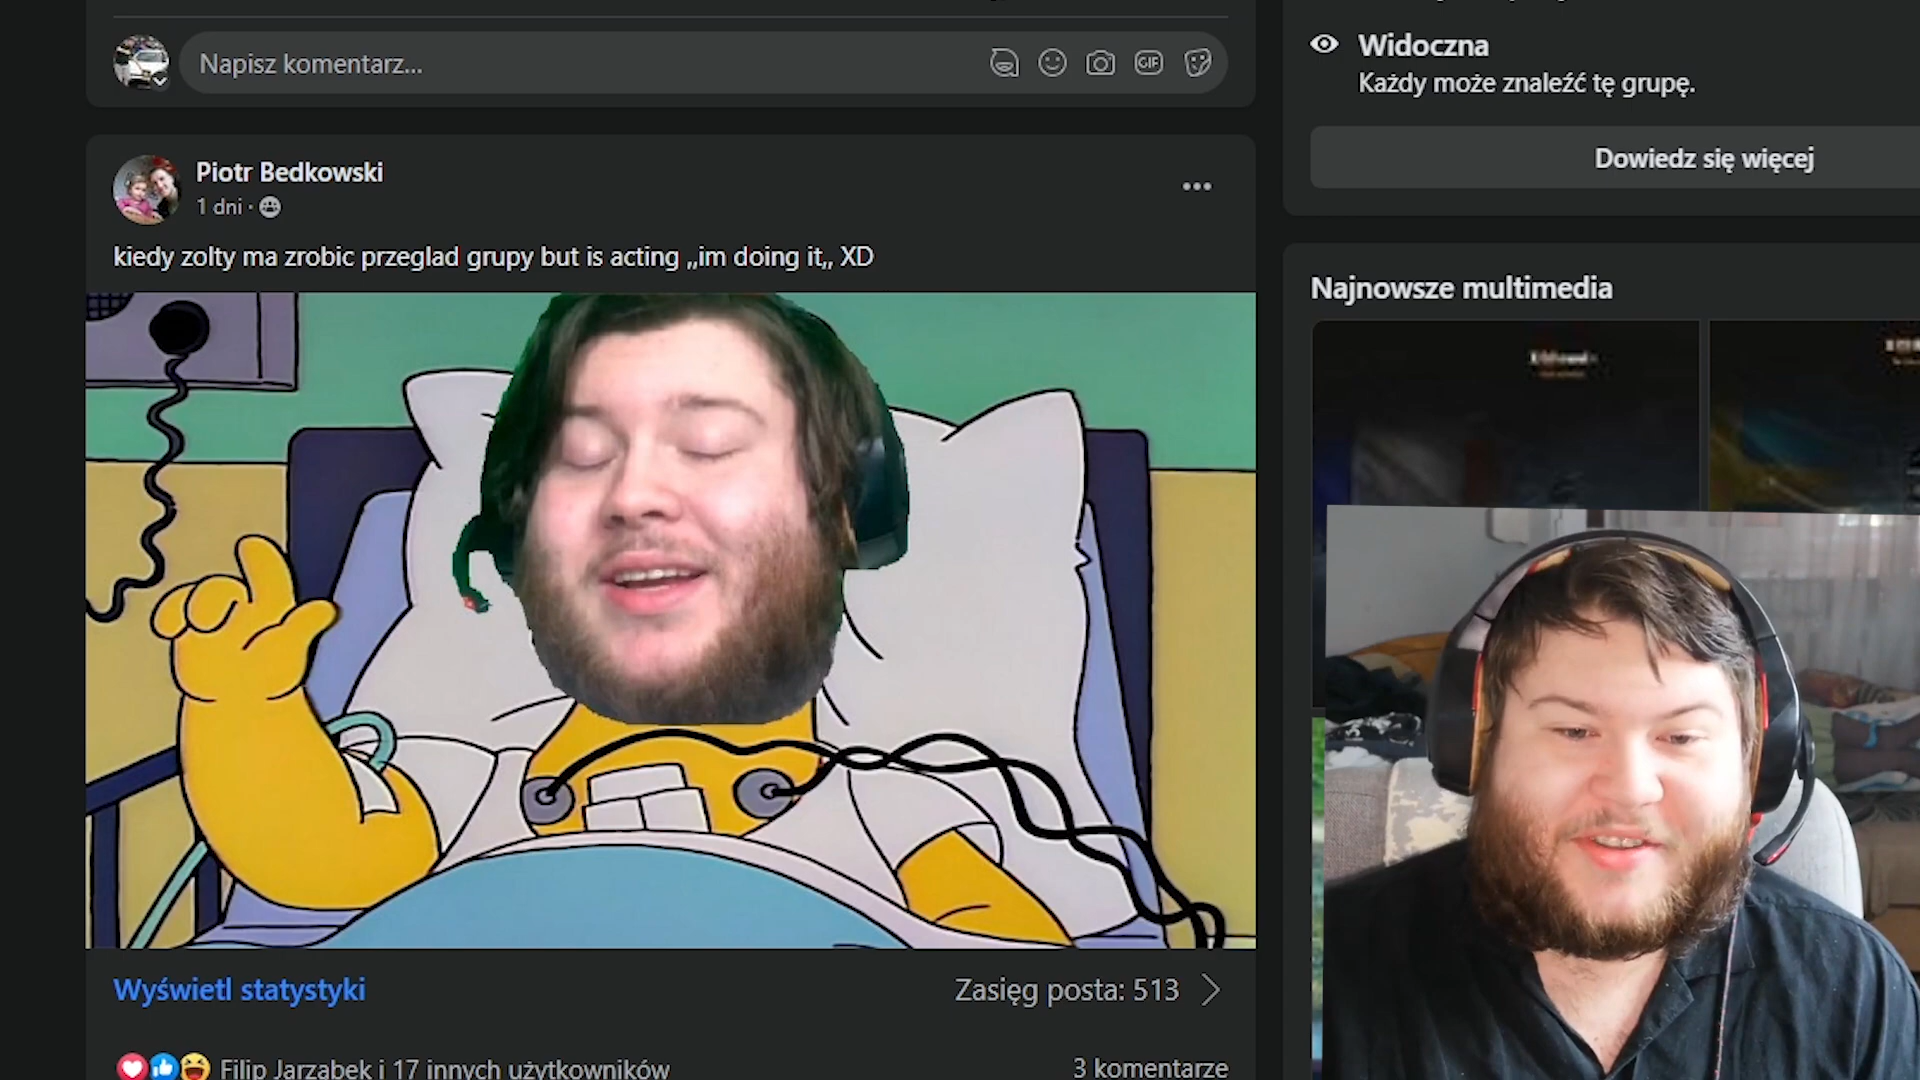 Napisz komentarz...
GIF
Piotr Bedkowski
1 dni ·
kiedy zolty ma zrobic przeglad grupy but is acting ,,im doing it,, XD
Wyświetl statystyki
Zasięg posta: 513
Filip Jarząbek i 17 innych użytkowników
3 komentarze
Widoczna
Każdy może znaleźć tę grupę.
Dowiedz się więcej
Najnowsze multimedia